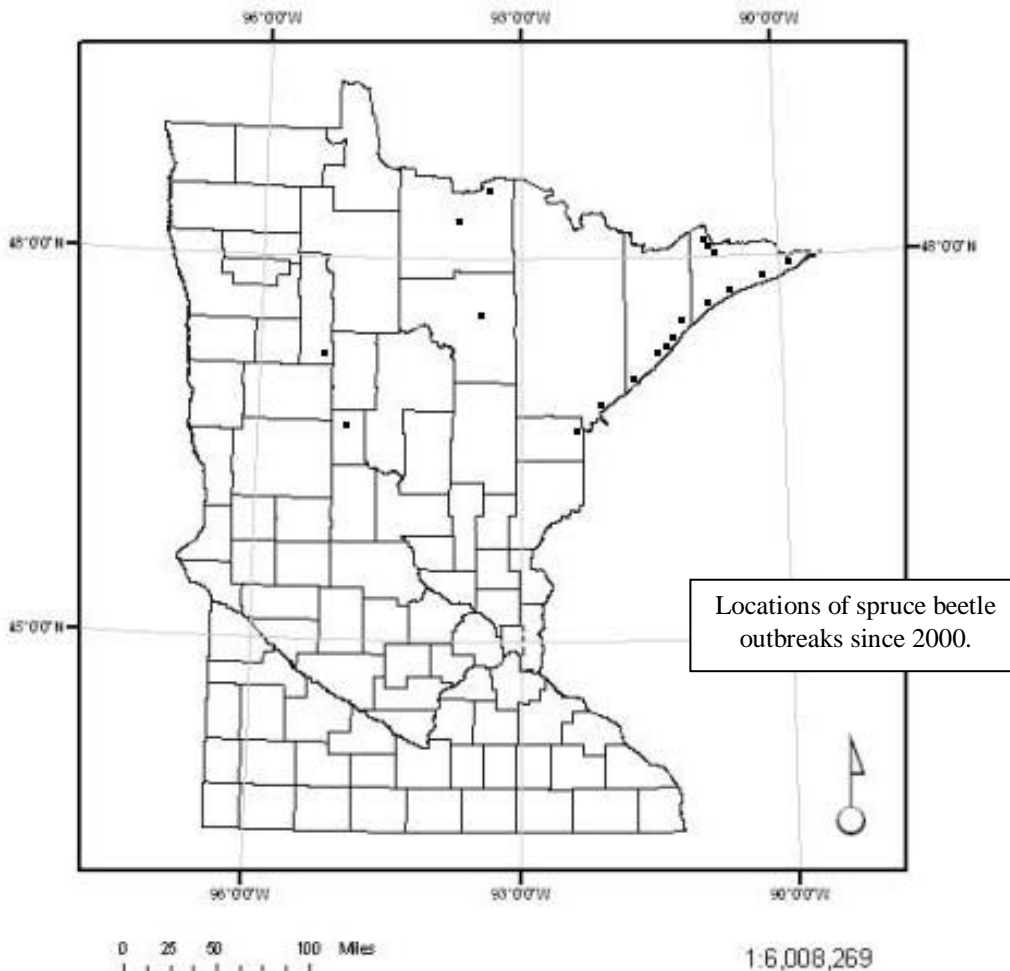 96°0'0"W 93°0'0"W 90°0'0"W
48°0'0"N 48°0'0"N
Locations of spruce beetle
outbreaks since 2000.
45°0'0"N
96°0'0"W 93°0'0"W 90°0'0"W
0 25 50 100 Miles
1:6,008,269